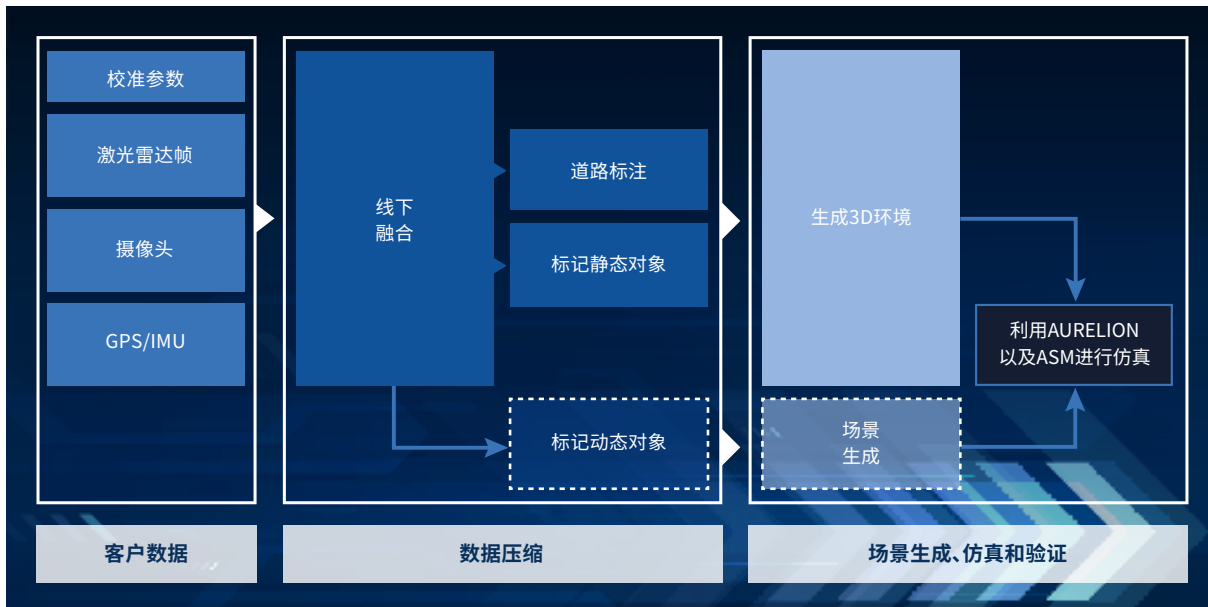 校准参数
激光雷达帧
摄像头
GPS/IMU
线下
融合
道路标注
标记静态对象
标记动态对象
生成3D环境
场景
生成
利用AURELION
以及ASM进行仿真
客户数据
数据压缩
场景生成、仿真和验证